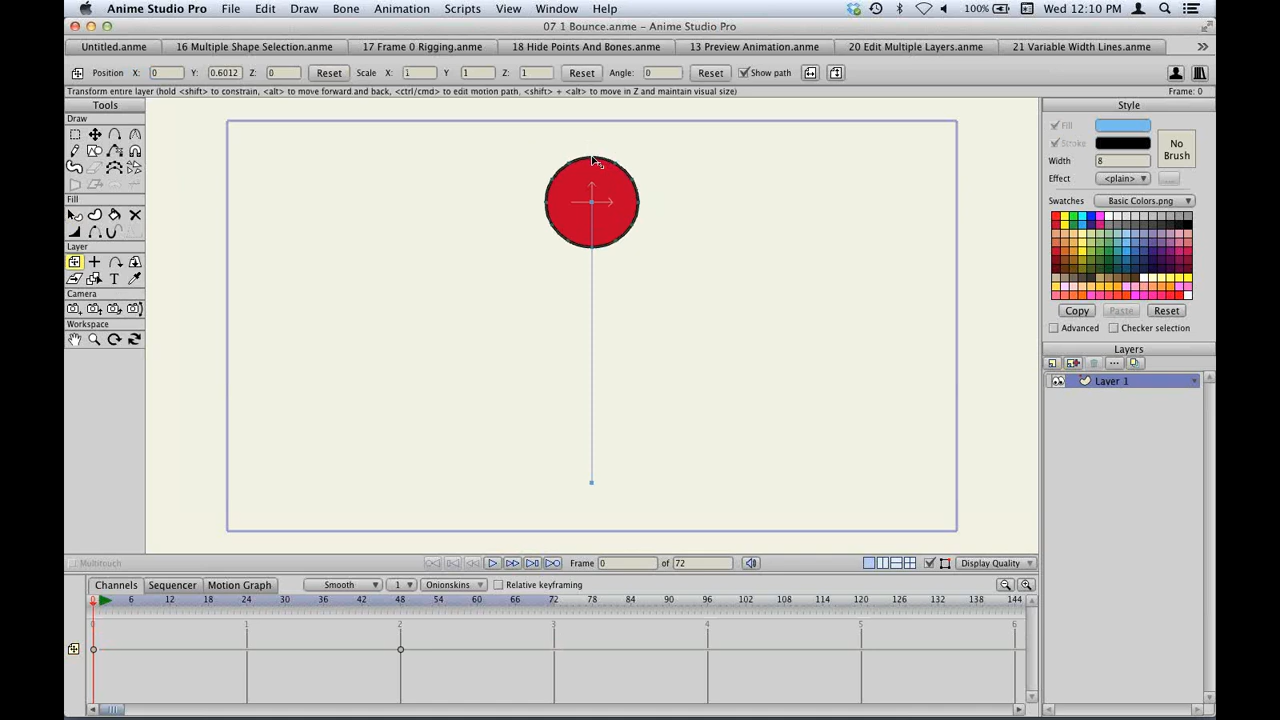 Anime Studio Pro File Edit Draw Bone Animation Scripts View Window Help 100% Wed 12:10 PM
07 1 Bounce.anme – Anime Studio Pro
Untitled.anme 16 Multiple Shape Selection.anme 17 Frame 0 Rigging.anme 18 Hide Points And Bones.anme 13 Preview Animation.anme 20 Edit Multiple Layers.anme 21 Variable Width Lines.anme »
Position X: 0 Y: 0.6012 Z: 0 Reset Scale X: 1 Y: 1 Z: 1 Reset Angle: 0 Reset Show path
Transform entire layer (hold <shift> to constrain, <alt> to move forward and back, <ctrl/cmd> to edit motion path, <shift> + <alt> to move in Z and maintain visual size) Frame: 0
Tools
Draw
Fill
Layer
T
Camera
Workspace
Style
Fill
Stroke
No Brush
Width 8
Effect <plain>
Swatches Basic Colors.png
Copy Paste Reset
Advanced Checker selection
Layers
Layer 1
Multitouch Frame 0 of 72 Display Quality
Channels Sequencer Motion Graph Smooth 1 Onionskins Relative keyframing
0 6 12 18 24 30 36 42 48 54 60 66 72 78 84 90 96 102 108 114 120 126 132 138 144
0 1 2 3 4 5 6